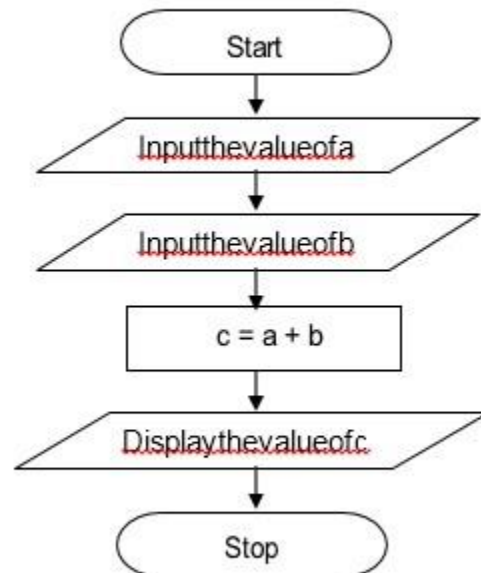 Start
Inputthevalueofa
Inputthevalueofb
c = a + b
Displaythevalueofc
Stop